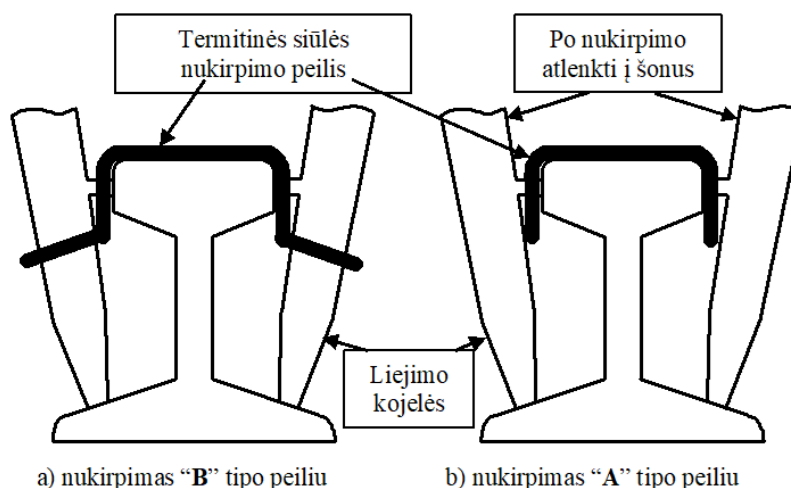 Termitinės siūlės
nukirpimo peilis
Po nukirpimo
atlenkti į šonus
Liejimo
kojelės
a) nukirpimas “B” tipo peiliu
b) nukirpimas “A” tipo peiliu